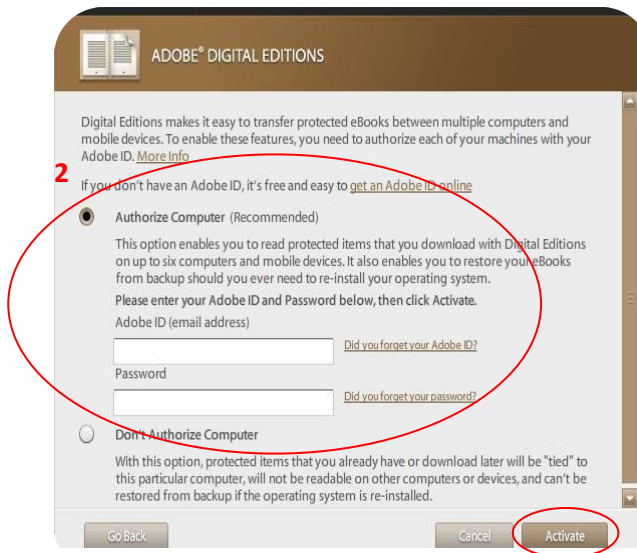 ADOBE® DIGITAL EDITIONS
Digital Editions makes it easy to transfer protected eBooks between multiple computers and
mobile devices. To enable these features, you need to authorize each of your machines with your
Adobe ID. More Info
2
If you don't have an Adobe ID, it's free and easy to get an Adobe ID online
Authorize Computer (Recommended)
This option enables you to read protected items that you download with Digital Editions
on up to six computers and mobile devices. It also enables you to restore your eBooks
from backup should you ever need to re-install your operating system.
Please enter your Adobe ID and Password below, then click Activate.
Adobe ID (email address)
Did you forget your Adobe ID?
Password
Did you forget your password?
Don't Authorize Computer
With this option, protected items that you already have or download later will be "tied" to
this particular computer, will not be readable on other computers or devices, and can't be
restored from backup if the operating system is re-installed.
Go Back
Cancel
Activate